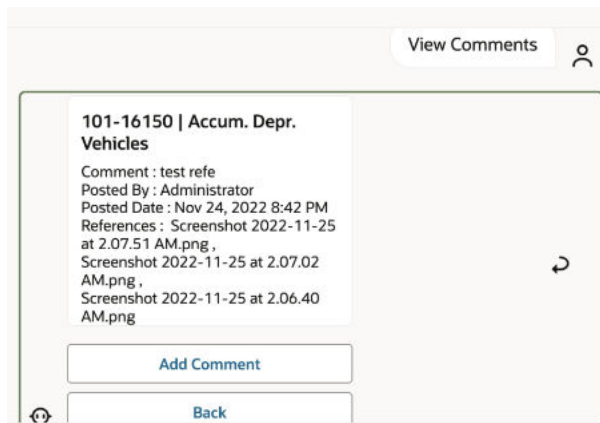 View Comments
101-16150 | Accum. Depr.
Vehicles
Comment : test refe
Posted By : Administrator
Posted Date : Nov 24, 2022 8:42 PM
References :  Screenshot 2022-11-25
at 2.07.51 AM.png ,
Screenshot 2022-11-25 at 2.07.02
AM.png ,
Screenshot 2022-11-25 at 2.06.40
AM.png
Add Comment
Back